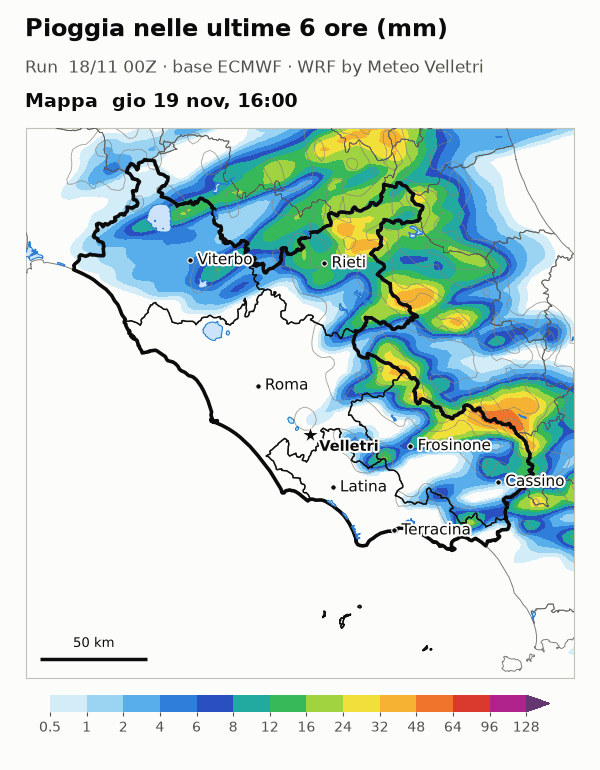 Pioggia nelle ultime 6 ore (mm)
Run  18/11 00Z · base ECMWF · WRF by Meteo Velletri
Mappa  gio 19 nov, 16:00
Viterbo
Rieti
Roma
Velletri
Frosinone
Latina
Cassino
Terracina
50 km
0.5 1 2 4 6 8 12 16 24 32 48 64 96 128